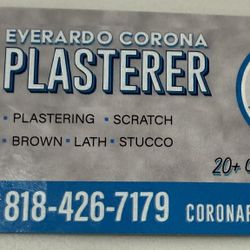 EVERARDO CORONA
PLASTERER
· PLASTERING · SCRATCH
· BROWN · LATH · STUCCO
20+
818-426-7179